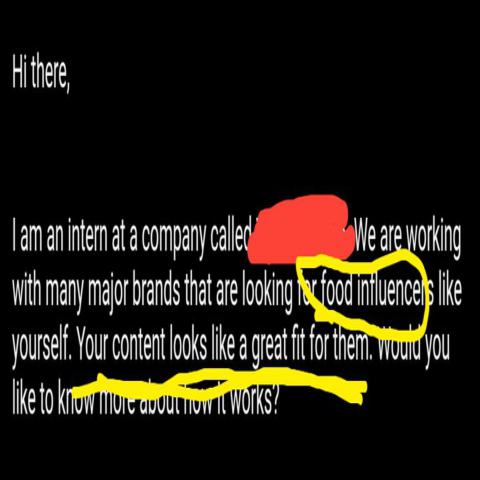 Hi there,
I am an intern at a company called We are working
with many major brands that are looking for food influencers like
yourself. Your content looks like a great fit for them. Would you
like to know more about how it works?